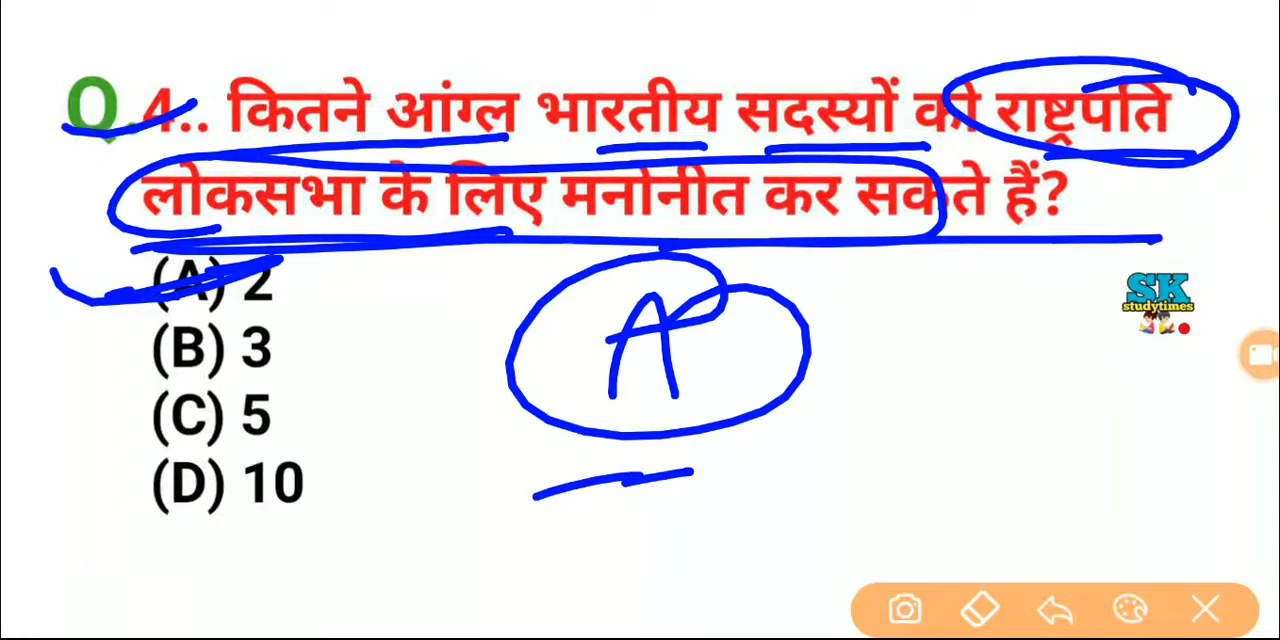 Q.4.. कितने आंग्ल भारतीय सदस्यों को राष्ट्रपति
लोकसभा के लिए मनोनीत कर सकते हैं?
(A) 2
(B) 3
(C) 5
(D) 10
A
SK
studytimes